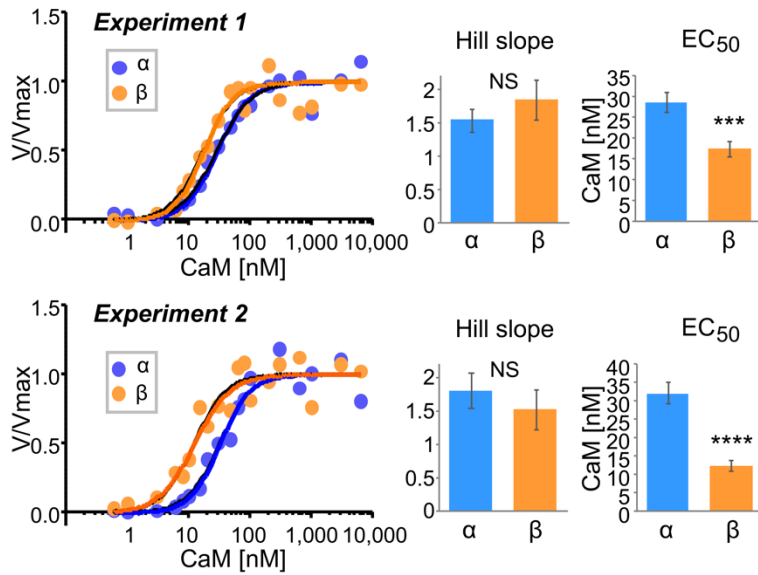 Experiment 1
α
β
V/Vmax
1.5
1.0
0.5
0.0
1 10 100 1,000 10,000
CaM [nM]
Hill slope
NS
2
1.5
1
0.5
0
α β
EC50
CaM [nM]
35
30
25
20
15
10
5
0
***
α β
Experiment 2
α
β
V/Vmax
1.5
1.0
0.5
0.0
1 10 100 1,000 10,000
CaM [nM]
Hill slope
NS
2
1.5
1
0.5
0
α β
EC50
CaM [nM]
40
35
30
25
20
15
10
5
0
****
α β